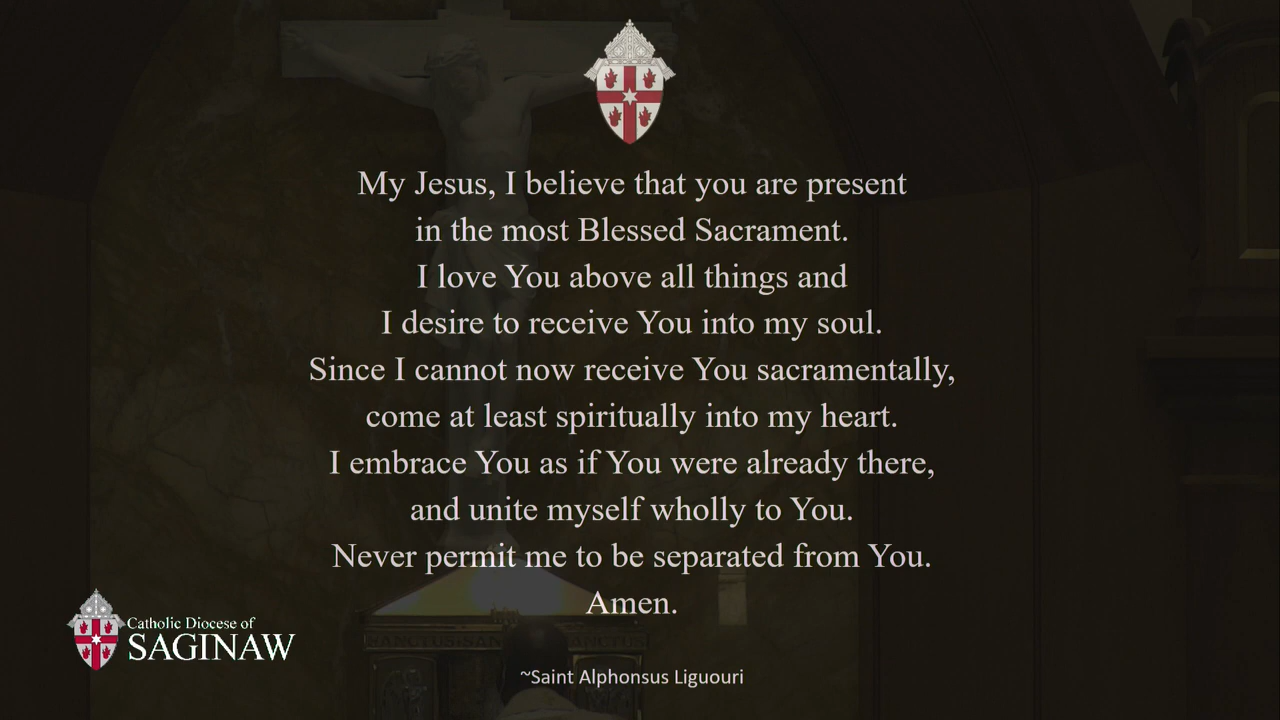 My Jesus, I believe that you are present
in the most Blessed Sacrament.
I love You above all things and
I desire to receive You into my soul.
Since I cannot now receive You sacramentally,
come at least spiritually into my heart.
I embrace You as if You were already there,
and unite myself wholly to You.
Never permit me to be separated from You.
Amen.
Catholic Diocese of
SAGINAW
~Saint Alphonsus Liguouri